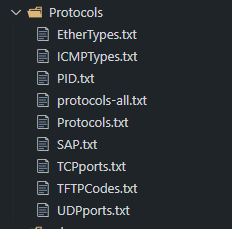 Protocols
EtherTypes.txt
ICMPTypes.txt
PID.txt
protocols-all.txt
Protocols.txt
SAP.txt
TCPports.txt
TFTPCodes.txt
UDPports.txt